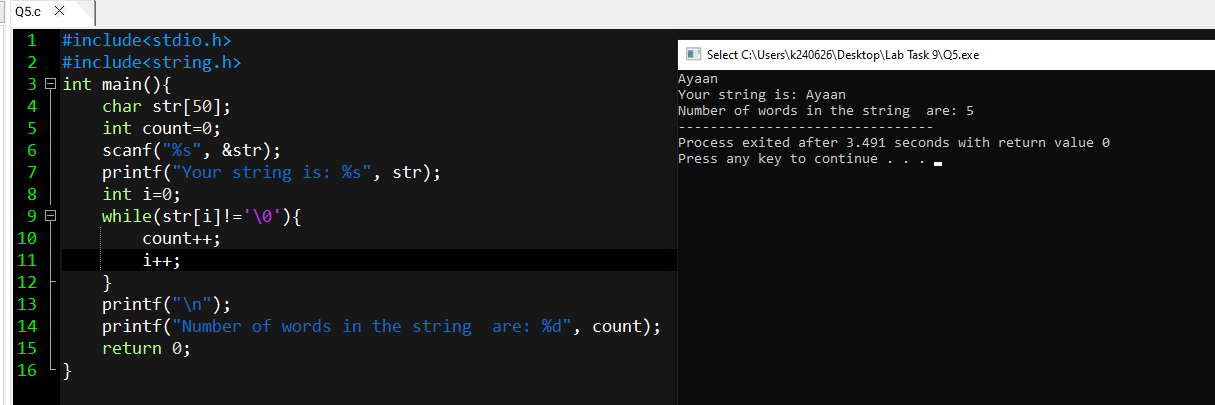 Q5.c
1 #include<stdio.h>
2 #include<string.h>
3 int main(){
4 char str[50];
5 int count=0;
6 scanf("%s", &str);
7 printf("Your string is: %s", str);
8 int i=0;
9 while(str[i]!='\0'){
10 count++;
11 i++;
12 }
13 printf("\n");
14 printf("Number of words in the string  are: %d", count);
15 return 0;
16 }
Select C:\Users\k240626\Desktop\Lab Task 9\Q5.exe
Ayaan
Your string is: Ayaan
Number of words in the string  are: 5
--------------------------------
Process exited after 3.491 seconds with return value 0
Press any key to continue . . .